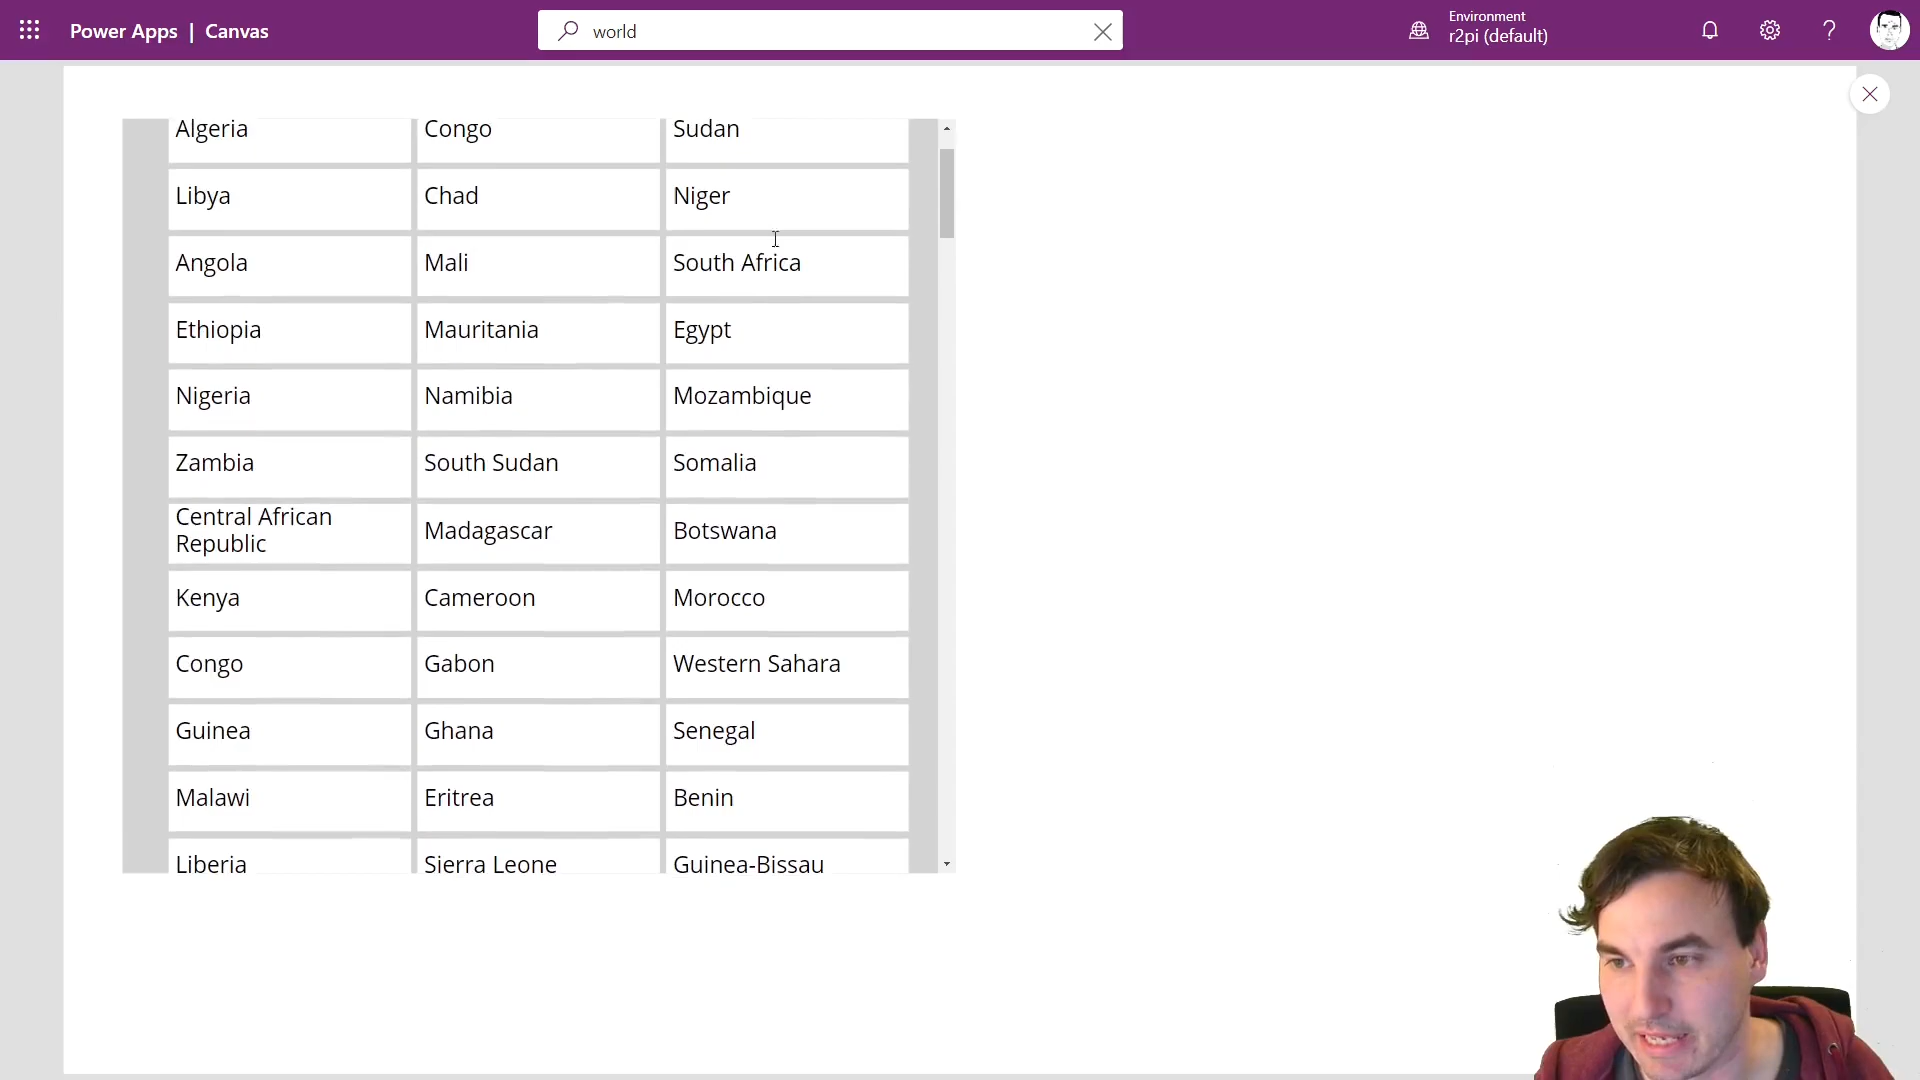 Power Apps | Canvas
world
Environment
r2pi (default)
Algeria
Congo
Sudan
Libya
Chad
Niger
Angola
Mali
South Africa
Ethiopia
Mauritania
Egypt
Nigeria
Namibia
Mozambique
Zambia
South Sudan
Somalia
Central African
Republic
Madagascar
Botswana
Kenya
Cameroon
Morocco
Congo
Gabon
Western Sahara
Guinea
Ghana
Senegal
Malawi
Eritrea
Benin
Liberia
Sierra Leone
Guinea-Bissau